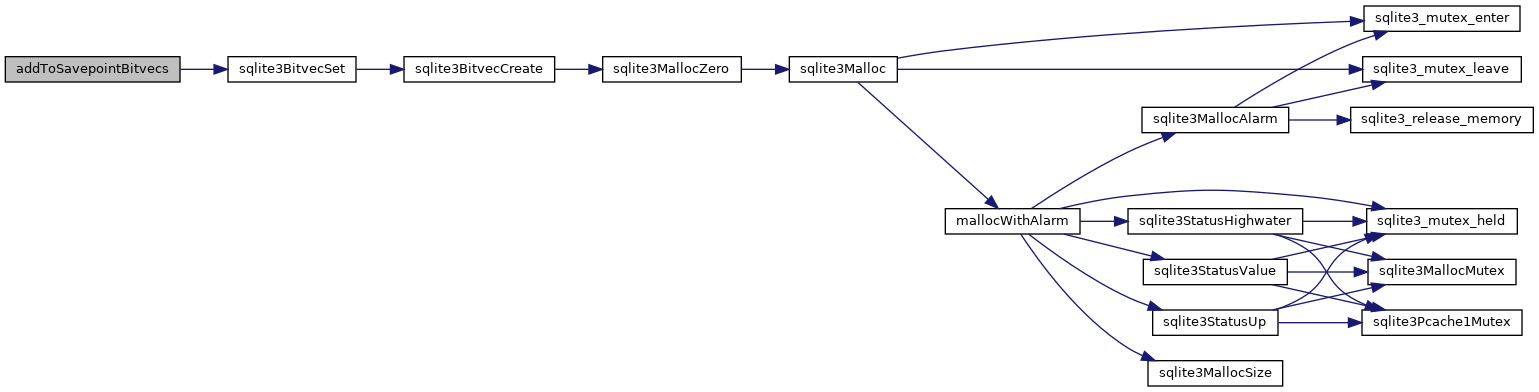 addToSavepointBitvecs
sqlite3BitvecSet
sqlite3BitvecCreate
sqlite3MallocZero
sqlite3Malloc
sqlite3_mutex_enter
sqlite3_mutex_leave
sqlite3MallocAlarm
sqlite3_release_memory
mallocWithAlarm
sqlite3StatusHighwater
sqlite3_mutex_held
sqlite3StatusValue
sqlite3MallocMutex
sqlite3StatusUp
sqlite3Pcache1Mutex
sqlite3MallocSize